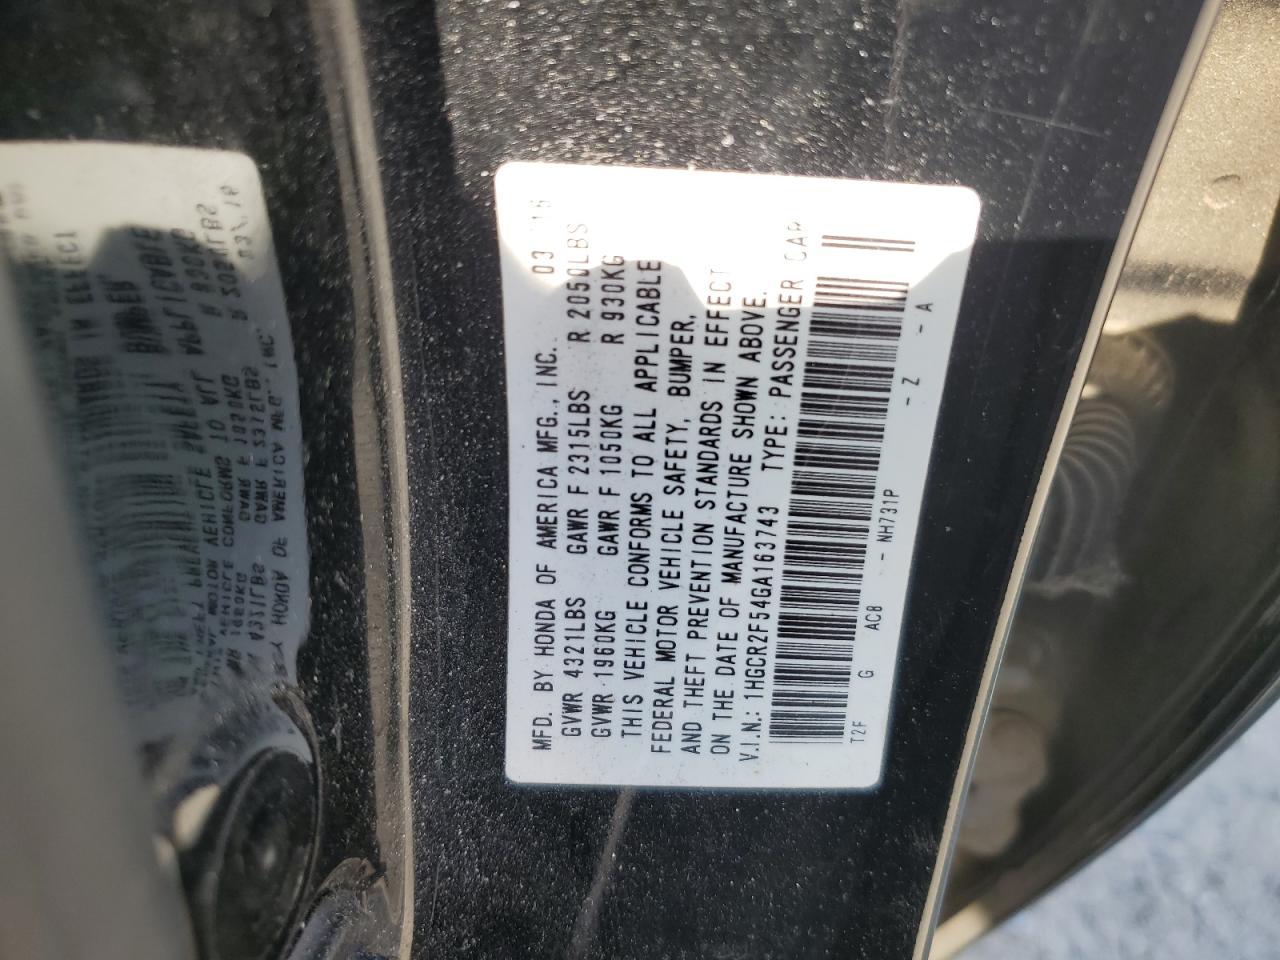 MFD. BY HONDA OF AMERICA MFG., INC. 03 16
GVWR 4321LBS GAWR F 2315LBS R 2050LBS
GVWR 1960KG GAWR F 1050KG R 930KG
THIS VEHICLE CONFORMS TO ALL APPLICABLE
FEDERAL MOTOR VEHICLE SAFETY, BUMPER,
AND THEFT PREVENTION STANDARDS IN EFFECT
ON THE DATE OF MANUFACTURE SHOWN ABOVE.
V.I.N.: 1HGCR2F54GA163743 TYPE: PASSENGER CAR
T2F G AC8 - NH731P - Z - A